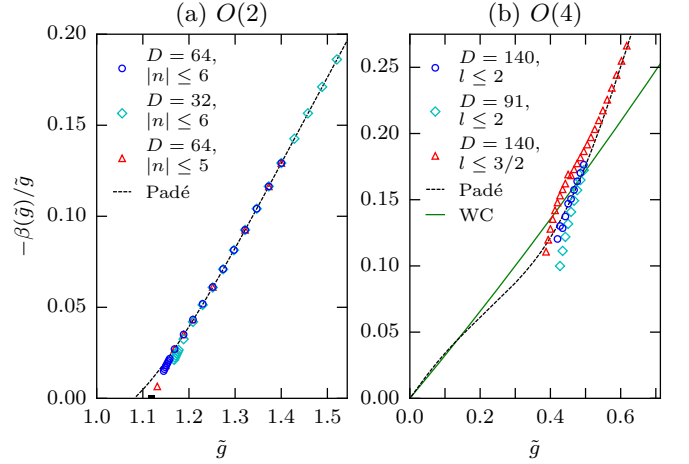 (a) O(2)
(b) O(4)
−β(g̃)/g̃
0.20
0.15
0.10
0.05
0.00
D = 64,
|n| ≤ 6
D = 32,
|n| ≤ 6
D = 64,
|n| ≤ 5
Padé
1.0 1.1 1.2 1.3 1.4 1.5
g̃
0.25
0.20
0.15
0.10
0.05
0.00
D = 140,
l ≤ 2
D = 91,
l ≤ 2
D = 140,
l ≤ 3/2
Padé
WC
0.0 0.2 0.4 0.6
g̃